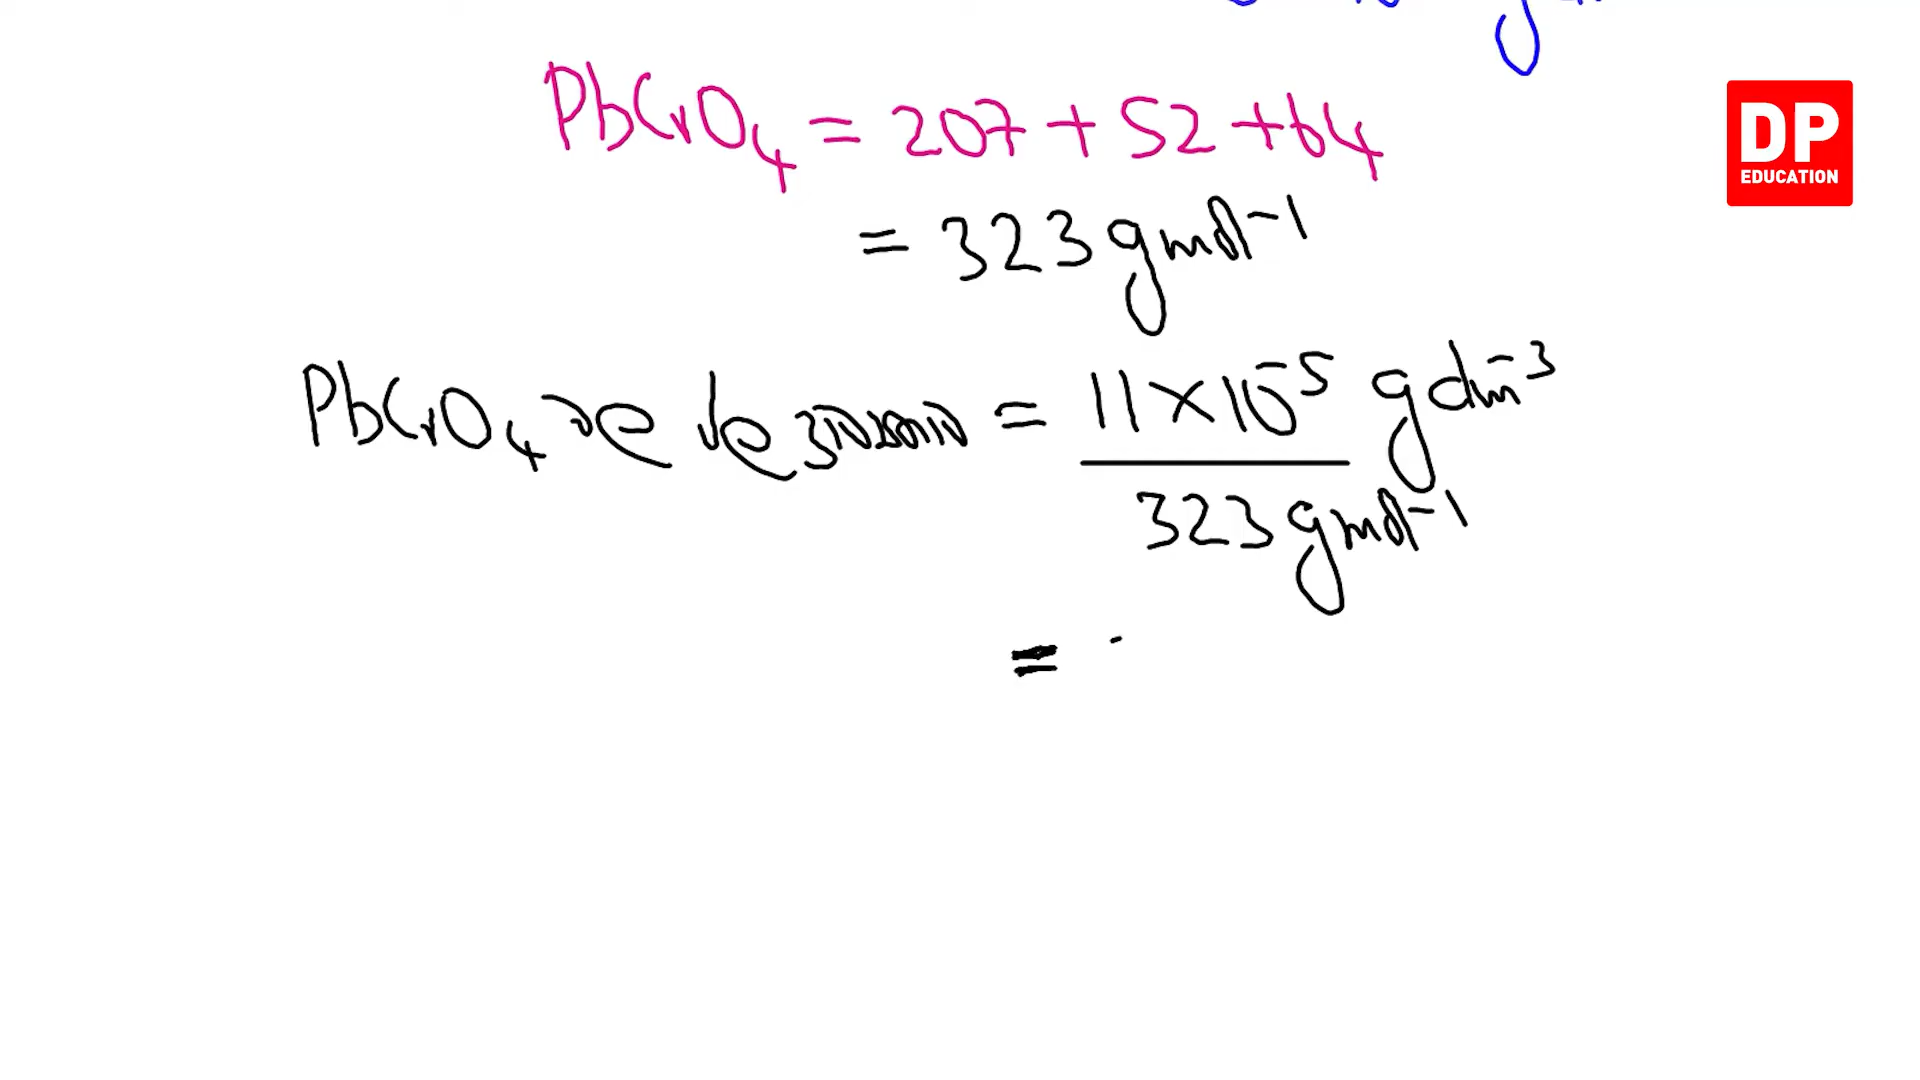 PbCrO₄ = 207 + 52 + 64
= 323 gmol⁻¹
DP
EDUCATION
PbCrO₄ = 11 × 10⁻⁵ gdm⁻³
323 gmol⁻¹
=